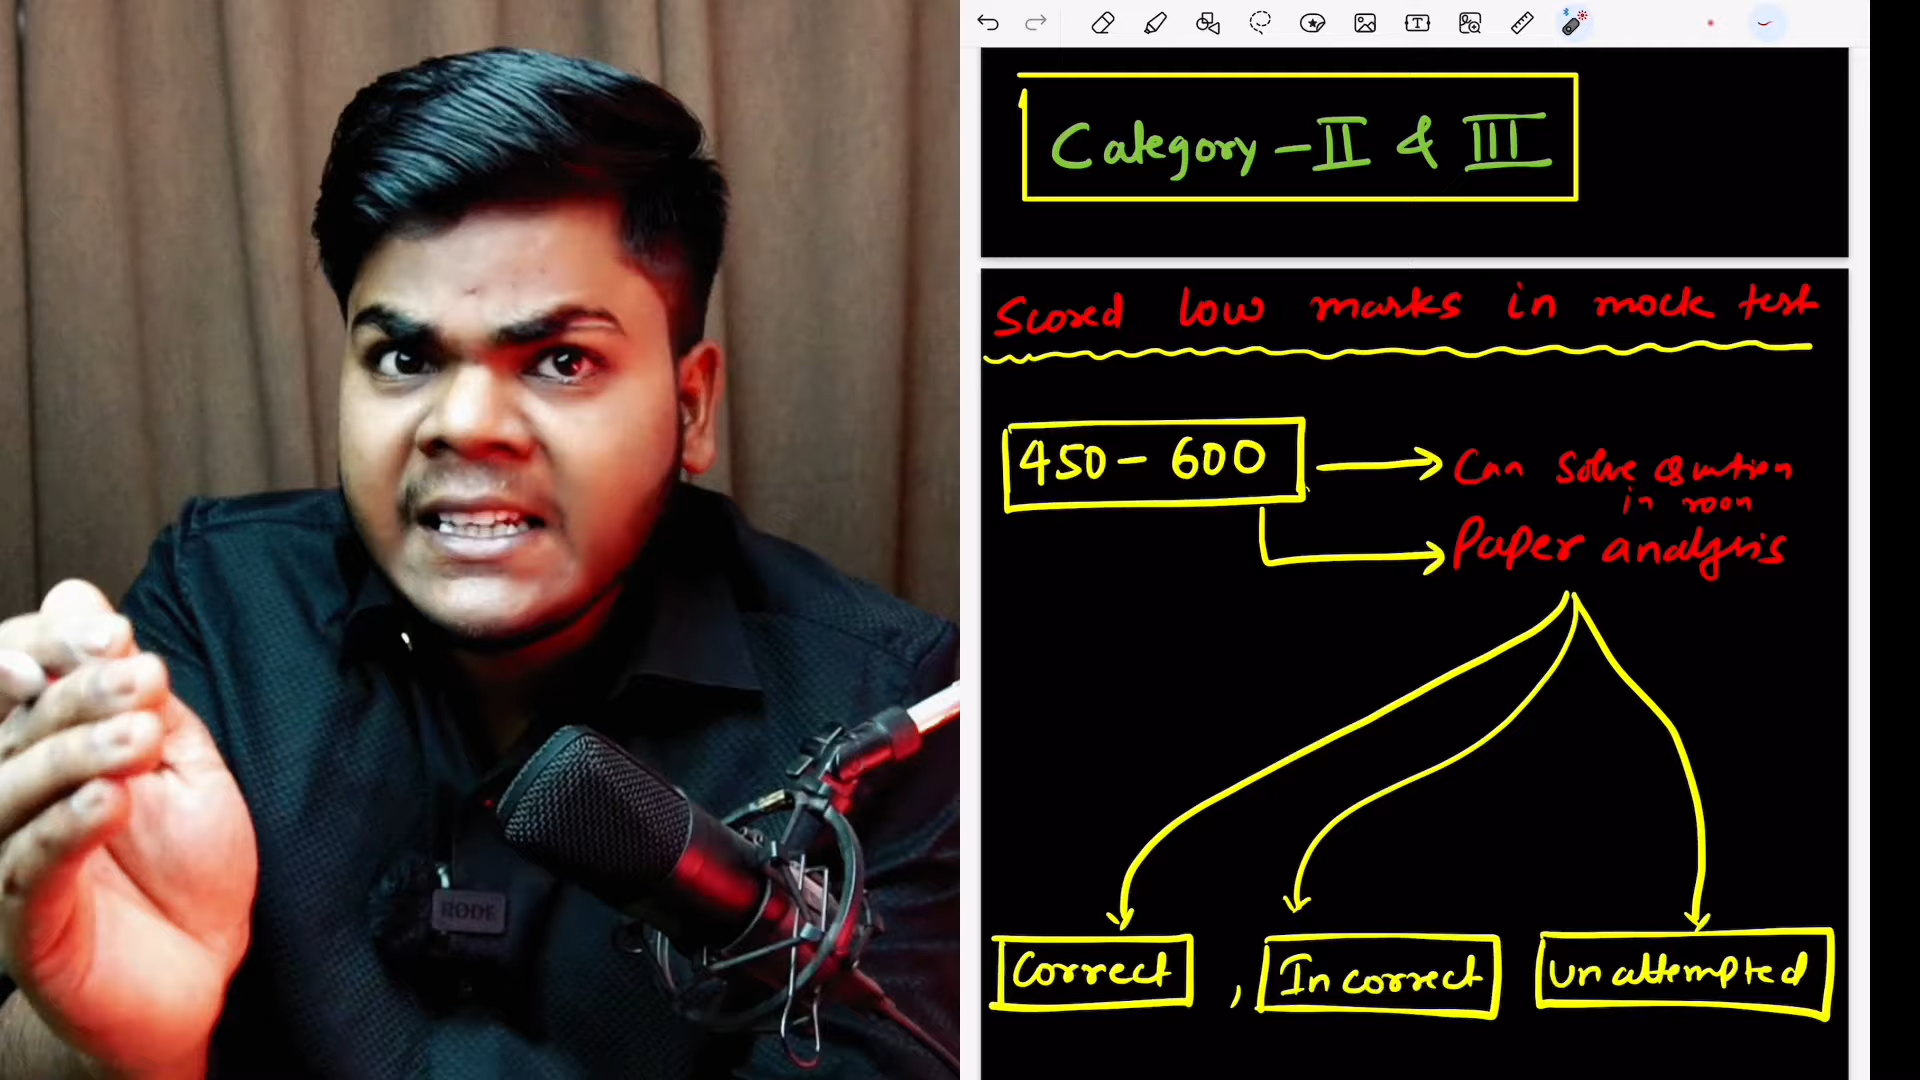 Category - II & III
Scored low marks in mock test
450 - 600
Can solve question
in room
Paper analysis
Correct , Incorrect unattempted
RØDE